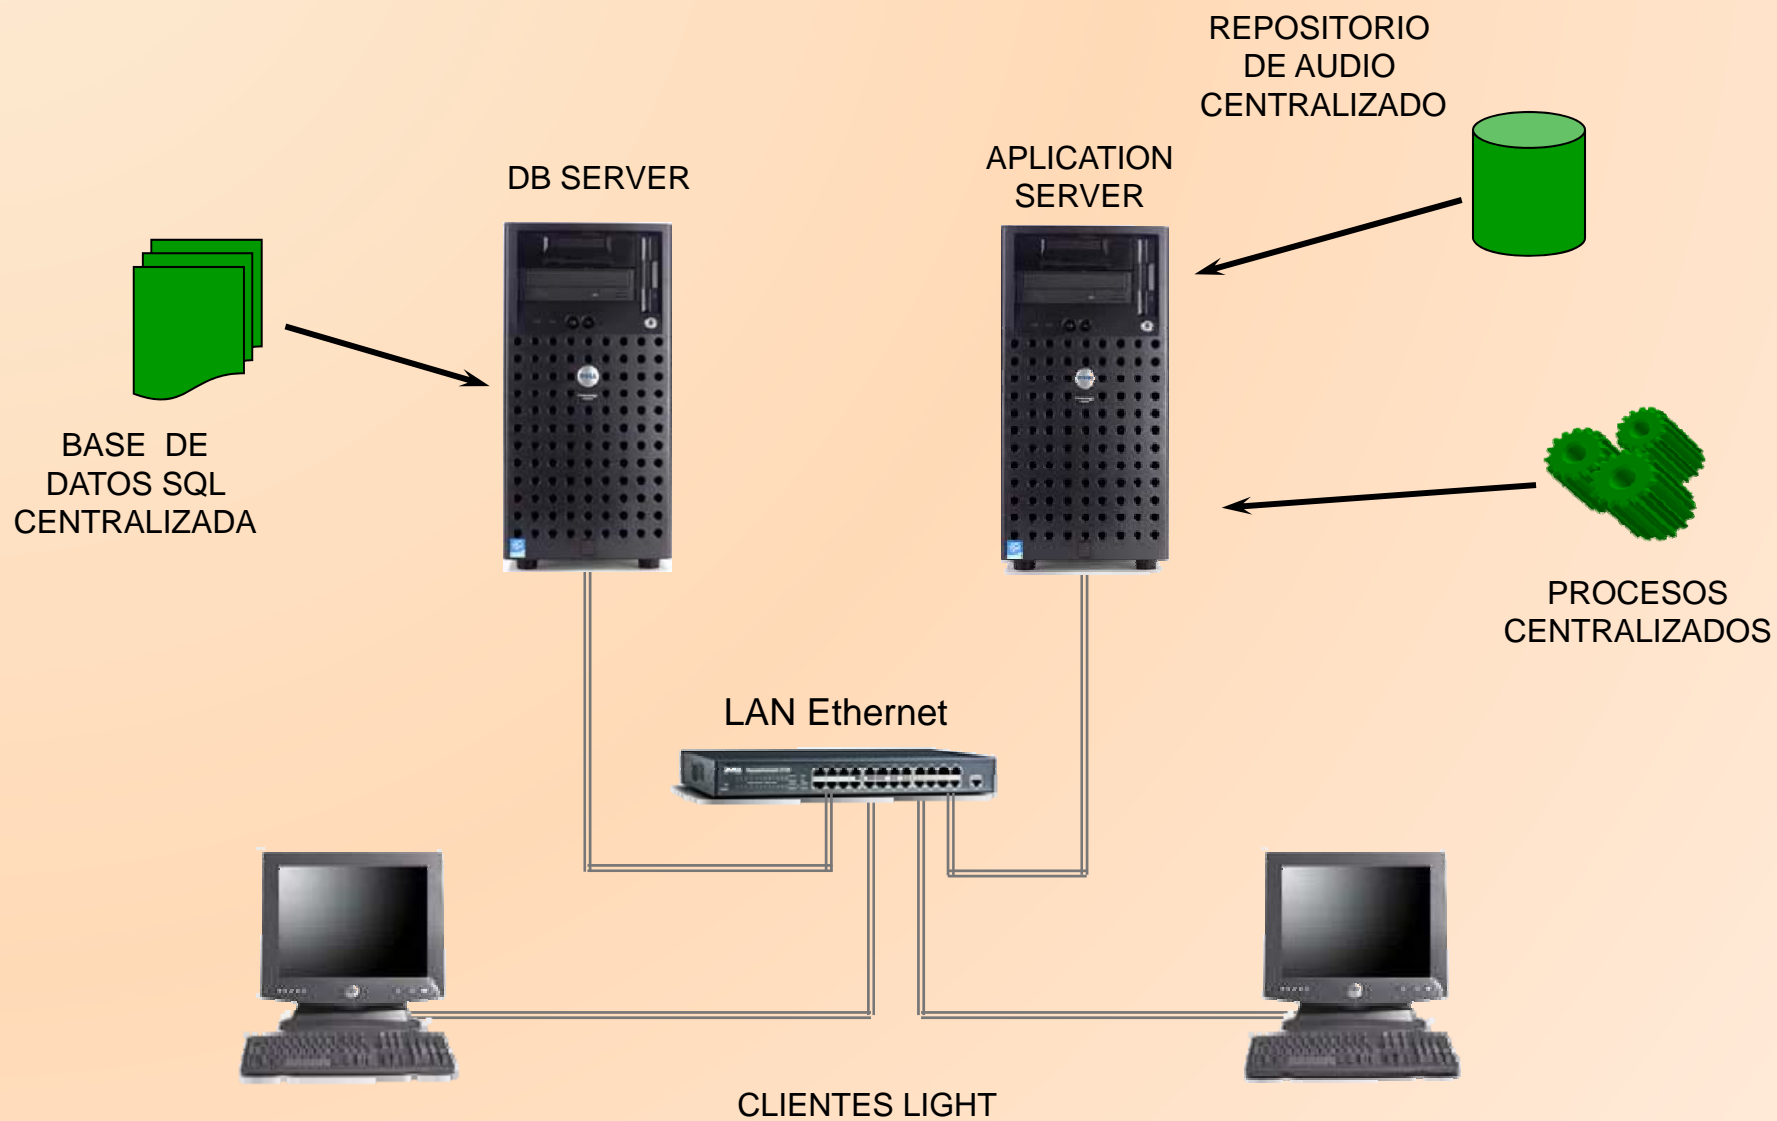 REPOSITORIO
DE AUDIO
CENTRALIZADO
DB SERVER
APLICATION
SERVER
BASE DE
DATOS SQL
CENTRALIZADA
PROCESOS
CENTRALIZADOS
LAN Ethernet
CLIENTES LIGHT